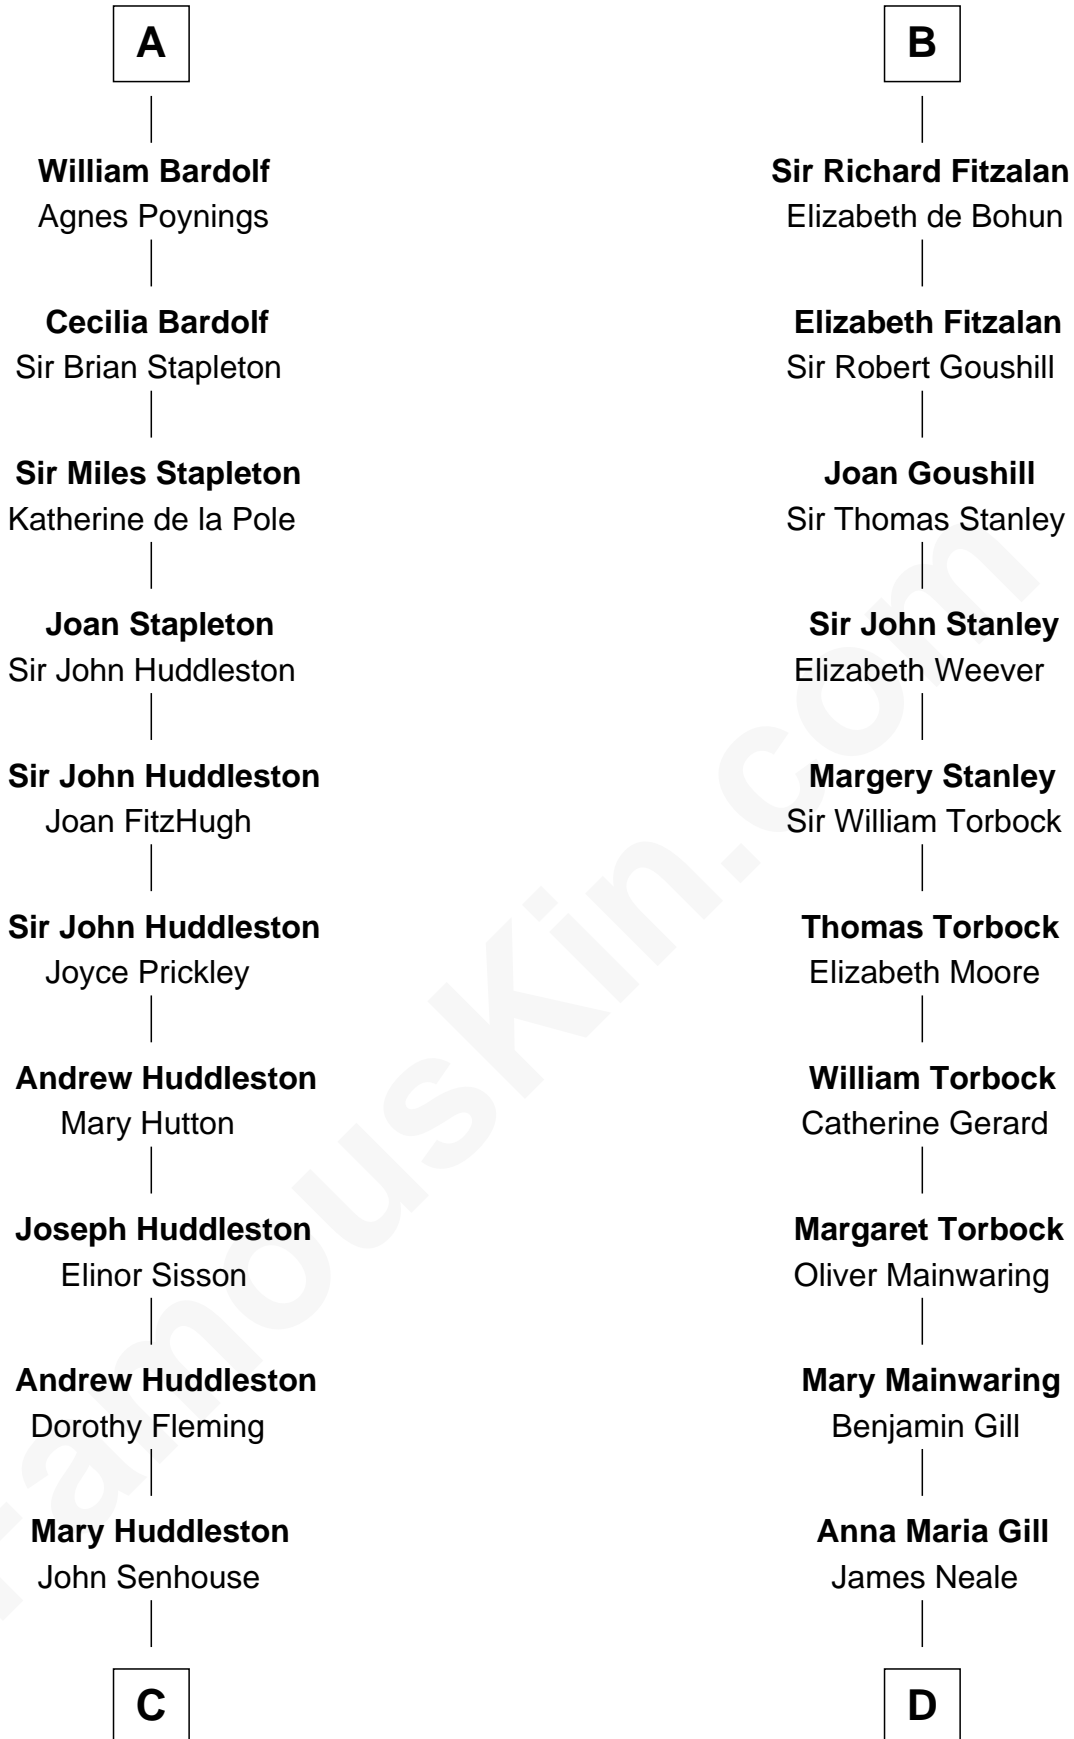 A
William Bardolf
Agnes Poynings
Cecilia Bardolf
Sir Brian Stapleton
Sir Miles Stapleton
Katherine de la Pole
Joan Stapleton
Sir John Huddleston
Sir John Huddleston
Joan FitzHugh
Sir John Huddleston
Joyce Prickley
Andrew Huddleston
Mary Hutton
Joseph Huddleston
Elinor Sisson
Andrew Huddleston
Dorothy Fleming
Mary Huddleston
John Senhouse
C
B
Sir Richard Fitzalan
Elizabeth de Bohun
Elizabeth Fitzalan
Sir Robert Goushill
Joan Goushill
Sir Thomas Stanley
Sir John Stanley
Elizabeth Weever
Margery Stanley
Sir William Torbock
Thomas Torbock
Elizabeth Moore
William Torbock
Catherine Gerard
Margaret Torbock
Oliver Mainwaring
Mary Mainwaring
Benjamin Gill
Anna Maria Gill
James Neale
D
FamousKin.com